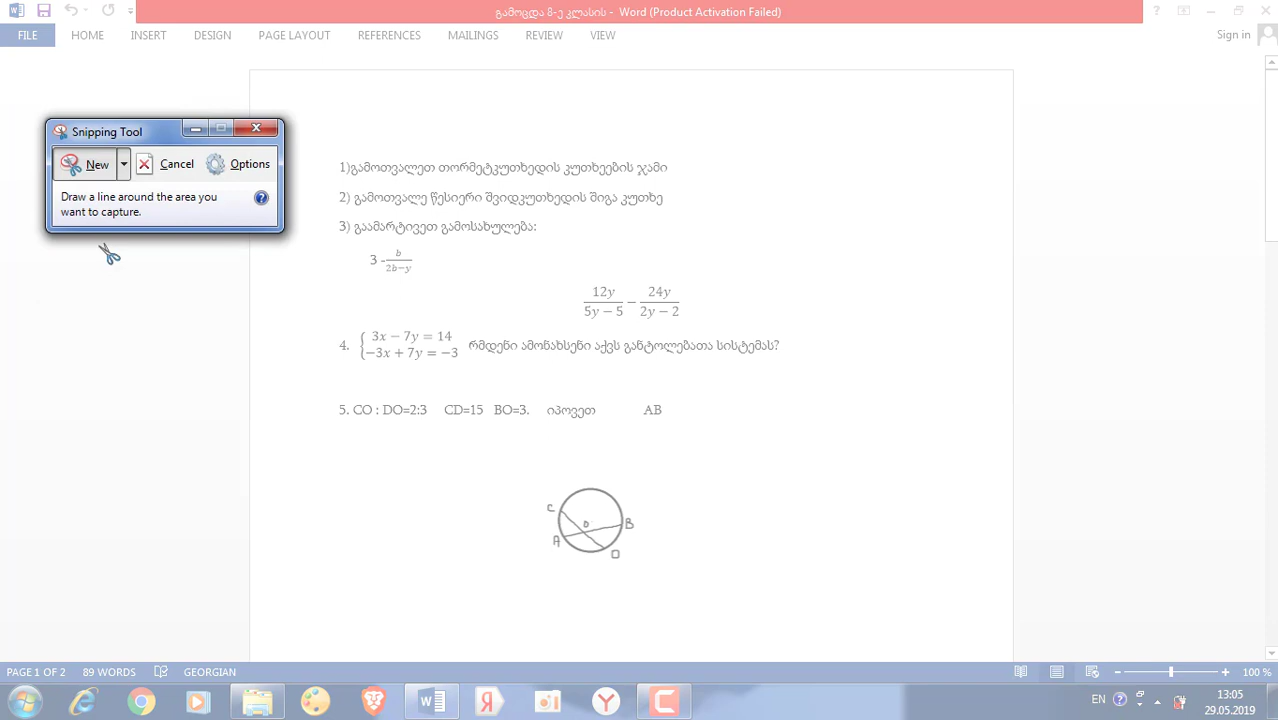 გამოცდა 8-ე კლასის - Word (Product Activation Failed)
FILE HOME INSERT DESIGN PAGE LAYOUT REFERENCES MAILINGS REVIEW VIEW Sign in
Snipping Tool
New Cancel Options
Draw a line around the area you
want to capture.
1)გამოთვალეთ თორმეტკუთხედის კუთხეების ჯამი
2) გამოთვალე წესიერი შვიდკუთხედის შიგა კუთხე
3) გაამარტივეთ გამოსახულება:
3 - b/(2b−y)
12y/(5y − 5) − 24y/(2y − 2)
4. { 3x − 7y = 14
−3x + 7y = −3 რმდენი ამონახსენი აქვს განტოლებათა სისტემას?
5. CO : DO=2:3 CD=15 BO=3. იპოვეთ AB
C
O
B
A
D
PAGE 1 OF 2 89 WORDS GEORGIAN 100 %
EN 13:05
29.05.2019